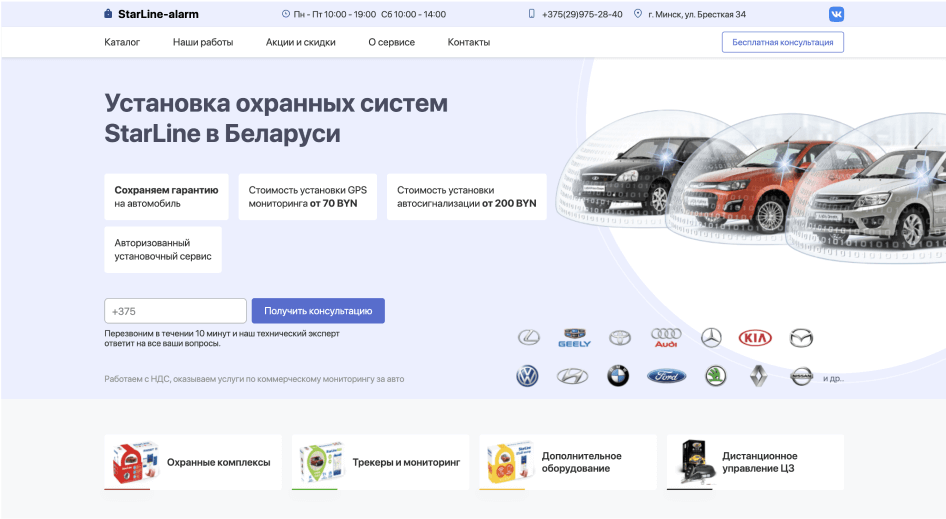 StarLine-alarm
Пн - Пт 10:00 - 19:00 Сб 10:00 - 14:00
+375(29)975-28-40
г. Минск, ул. Бресткая 34
Каталог
Наши работы
Акции и скидки
О сервисе
Контакты
Бесплатная консультация
Установка охранных систем
StarLine в Беларуси
Сохраняем гарантию
на автомобиль
Стоимость установки GPS
мониторинга от 70 BYN
Стоимость установки
автосигнализации от 200 BYN
Авторизованный
установочный сервис
+375
Получить консультацию
Перезвоним в течении 10 минут и наш технический эксперт
ответит на все ваши вопросы.
GEELY
Audi
KIA
Ford
NISSAN
и др..
Работаем с НДС, оказываем услуги по коммерческому мониторингу за авто
Охранные комплексы
Трекеры и мониторинг
Дополнительное
оборудование
Дистанционное
управление ЦЗ